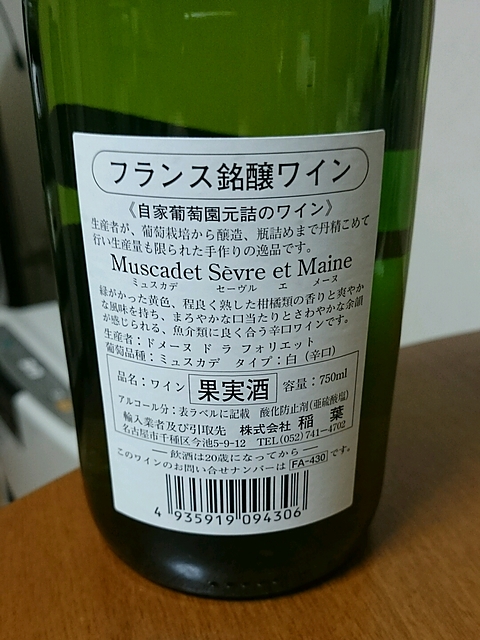 フランス銘醸ワイン
《自家葡萄園元詰のワイン》
生産者が、葡萄栽培から醸造、瓶詰めまで丹精こめて
行い生産量も限られた手作りの逸品です。
Muscadet Sèvre et Maine
ミュスカデ セーヴル エ メーヌ
緑がかった黄色、程良く熟した柑橘類の香りと爽やか
な風味を持ち、まろやかな口当たりとさわやかな余韻
が感じられる、魚介類に良く合う辛口ワインです。
生産者：ドメーヌ ド ラ フォリエット
葡萄品種：ミュスカデ タイプ：白（辛口）
品名：ワイン 果実酒 容量：750ml
アルコール分：表ラベルに記載 酸化防止剤(亜硫酸塩)
輸入業者及び引取先 株式会社 稲葉
名古屋市千種区今池5-9-12 TEL(052)741-4702
飲酒は20歳になってから
このワインのお問い合せナンバーは FA-430 です。
4 935919 094306